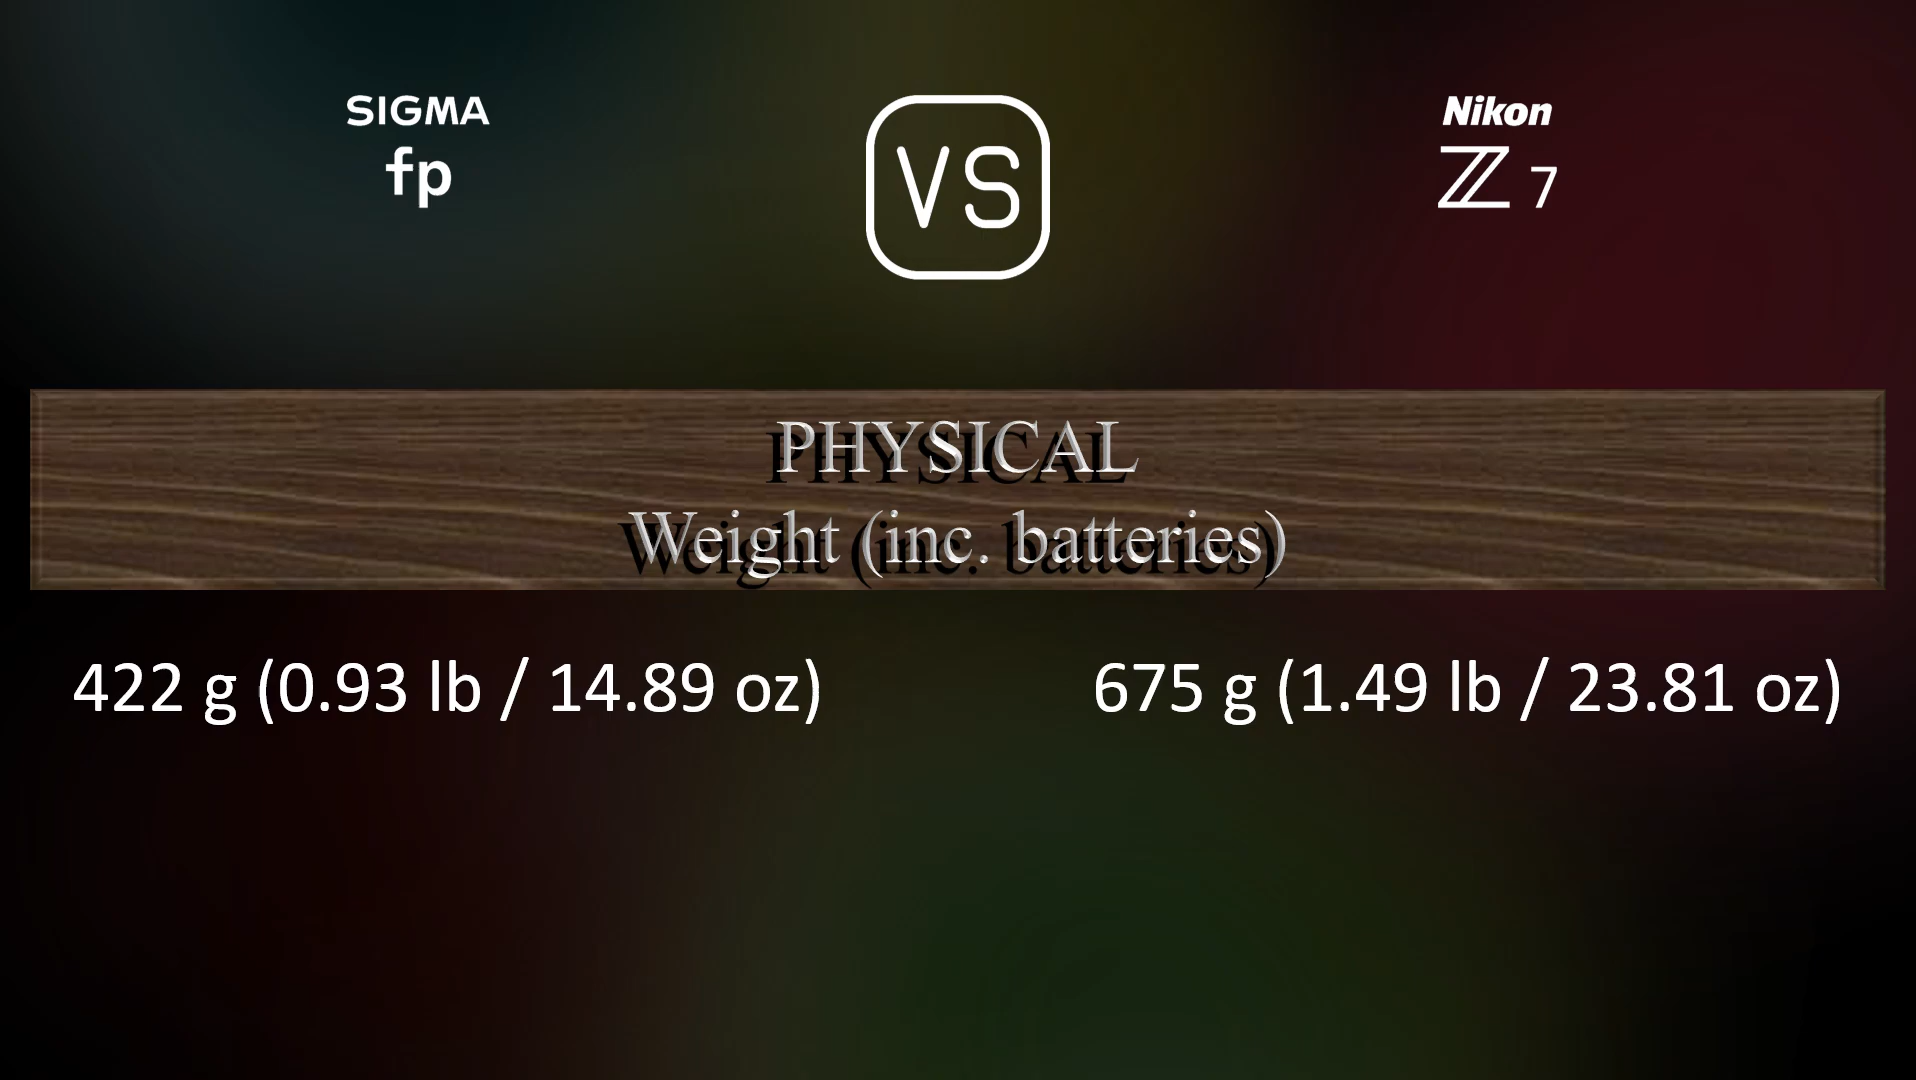 SIGMA
fp
VS
Nikon
Z 7
PHYSICAL
Weight (inc. batteries)
422 g (0.93 lb / 14.89 oz)
675 g (1.49 lb / 23.81 oz)